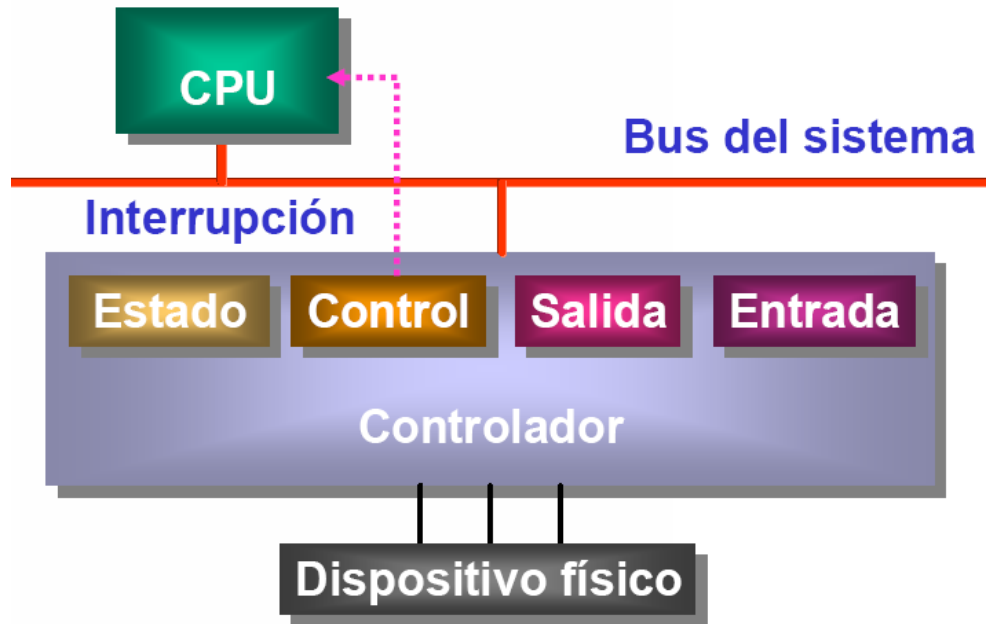 CPU
Bus del sistema
Interrupción
Estado
Control
Salida
Entrada
Controlador
Dispositivo físico